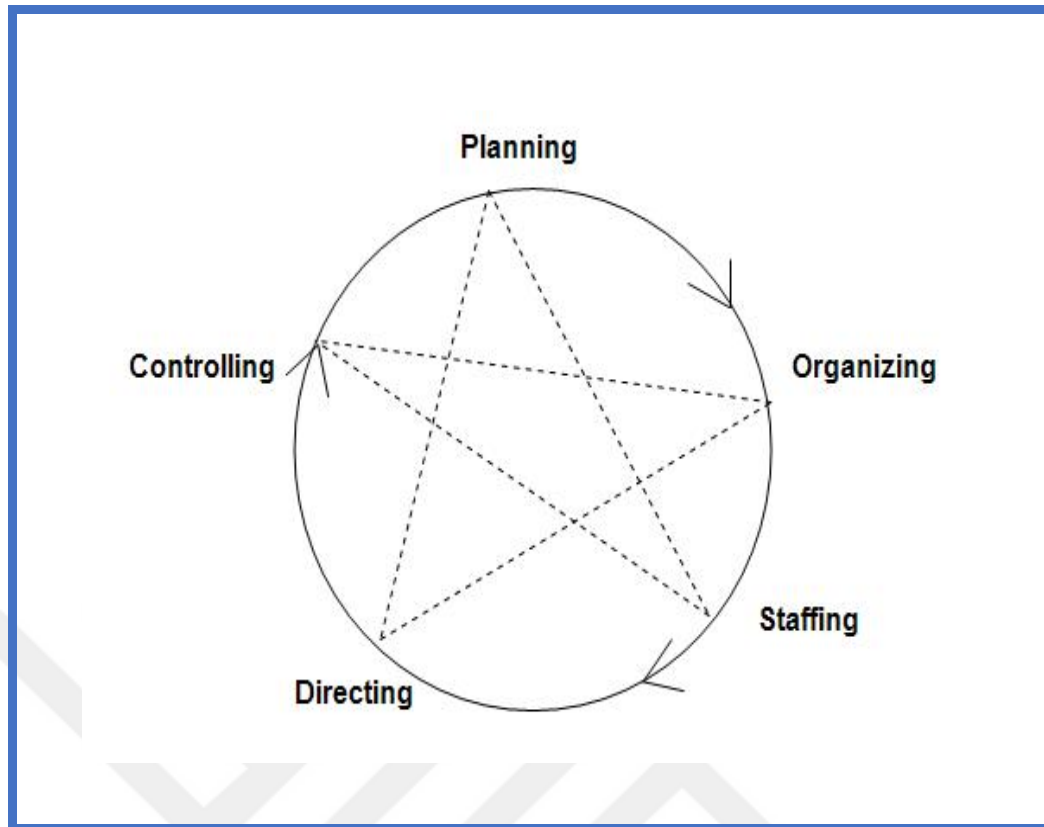 Planning
Organizing
Controlling
Staffing
Directing